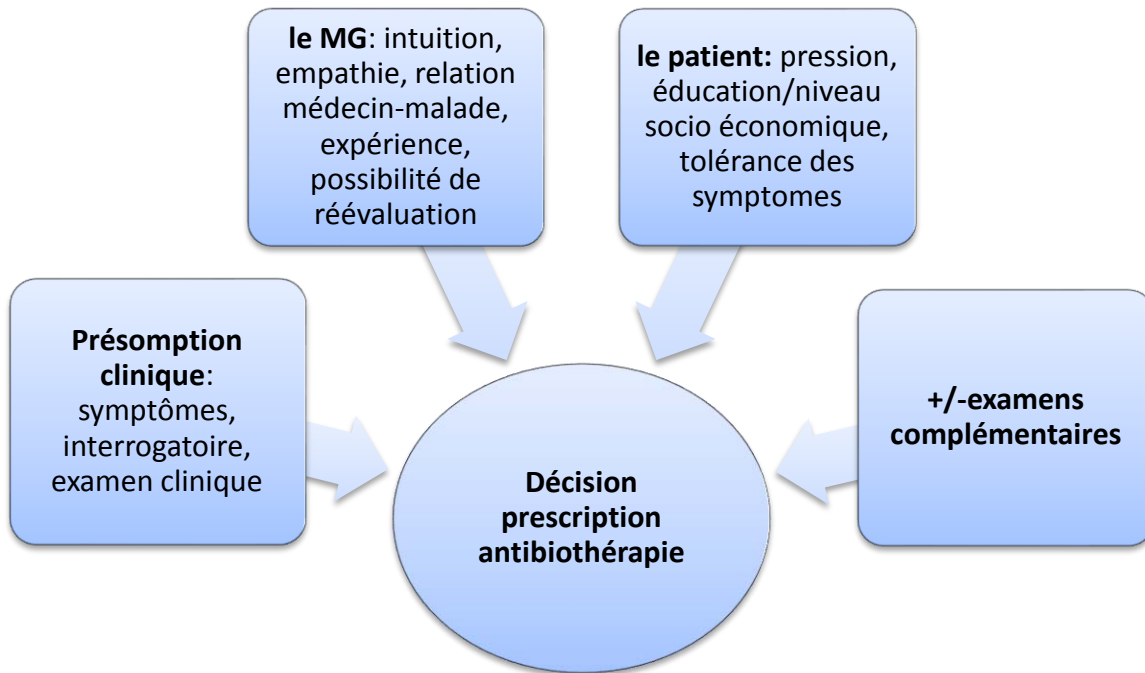 le MG: intuition,
empathie, relation
médecin-malade,
expérience,
possibilité de
réévaluation
le patient: pression,
éducation/niveau
socio économique,
tolérance des
symptomes
Présomption
clinique:
symptômes,
interrogatoire,
examen clinique
+/-examens
complémentaires
Décision
prescription
antibiothérapie